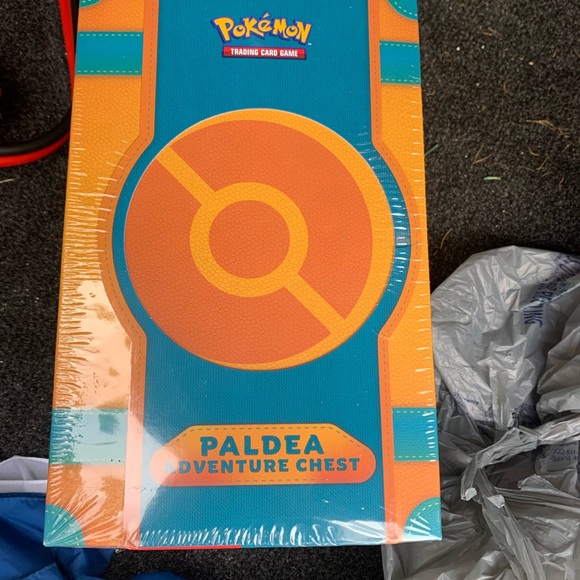 POKéMON
TRADING CARD GAME
PALDEA
ADVENTURE CHEST